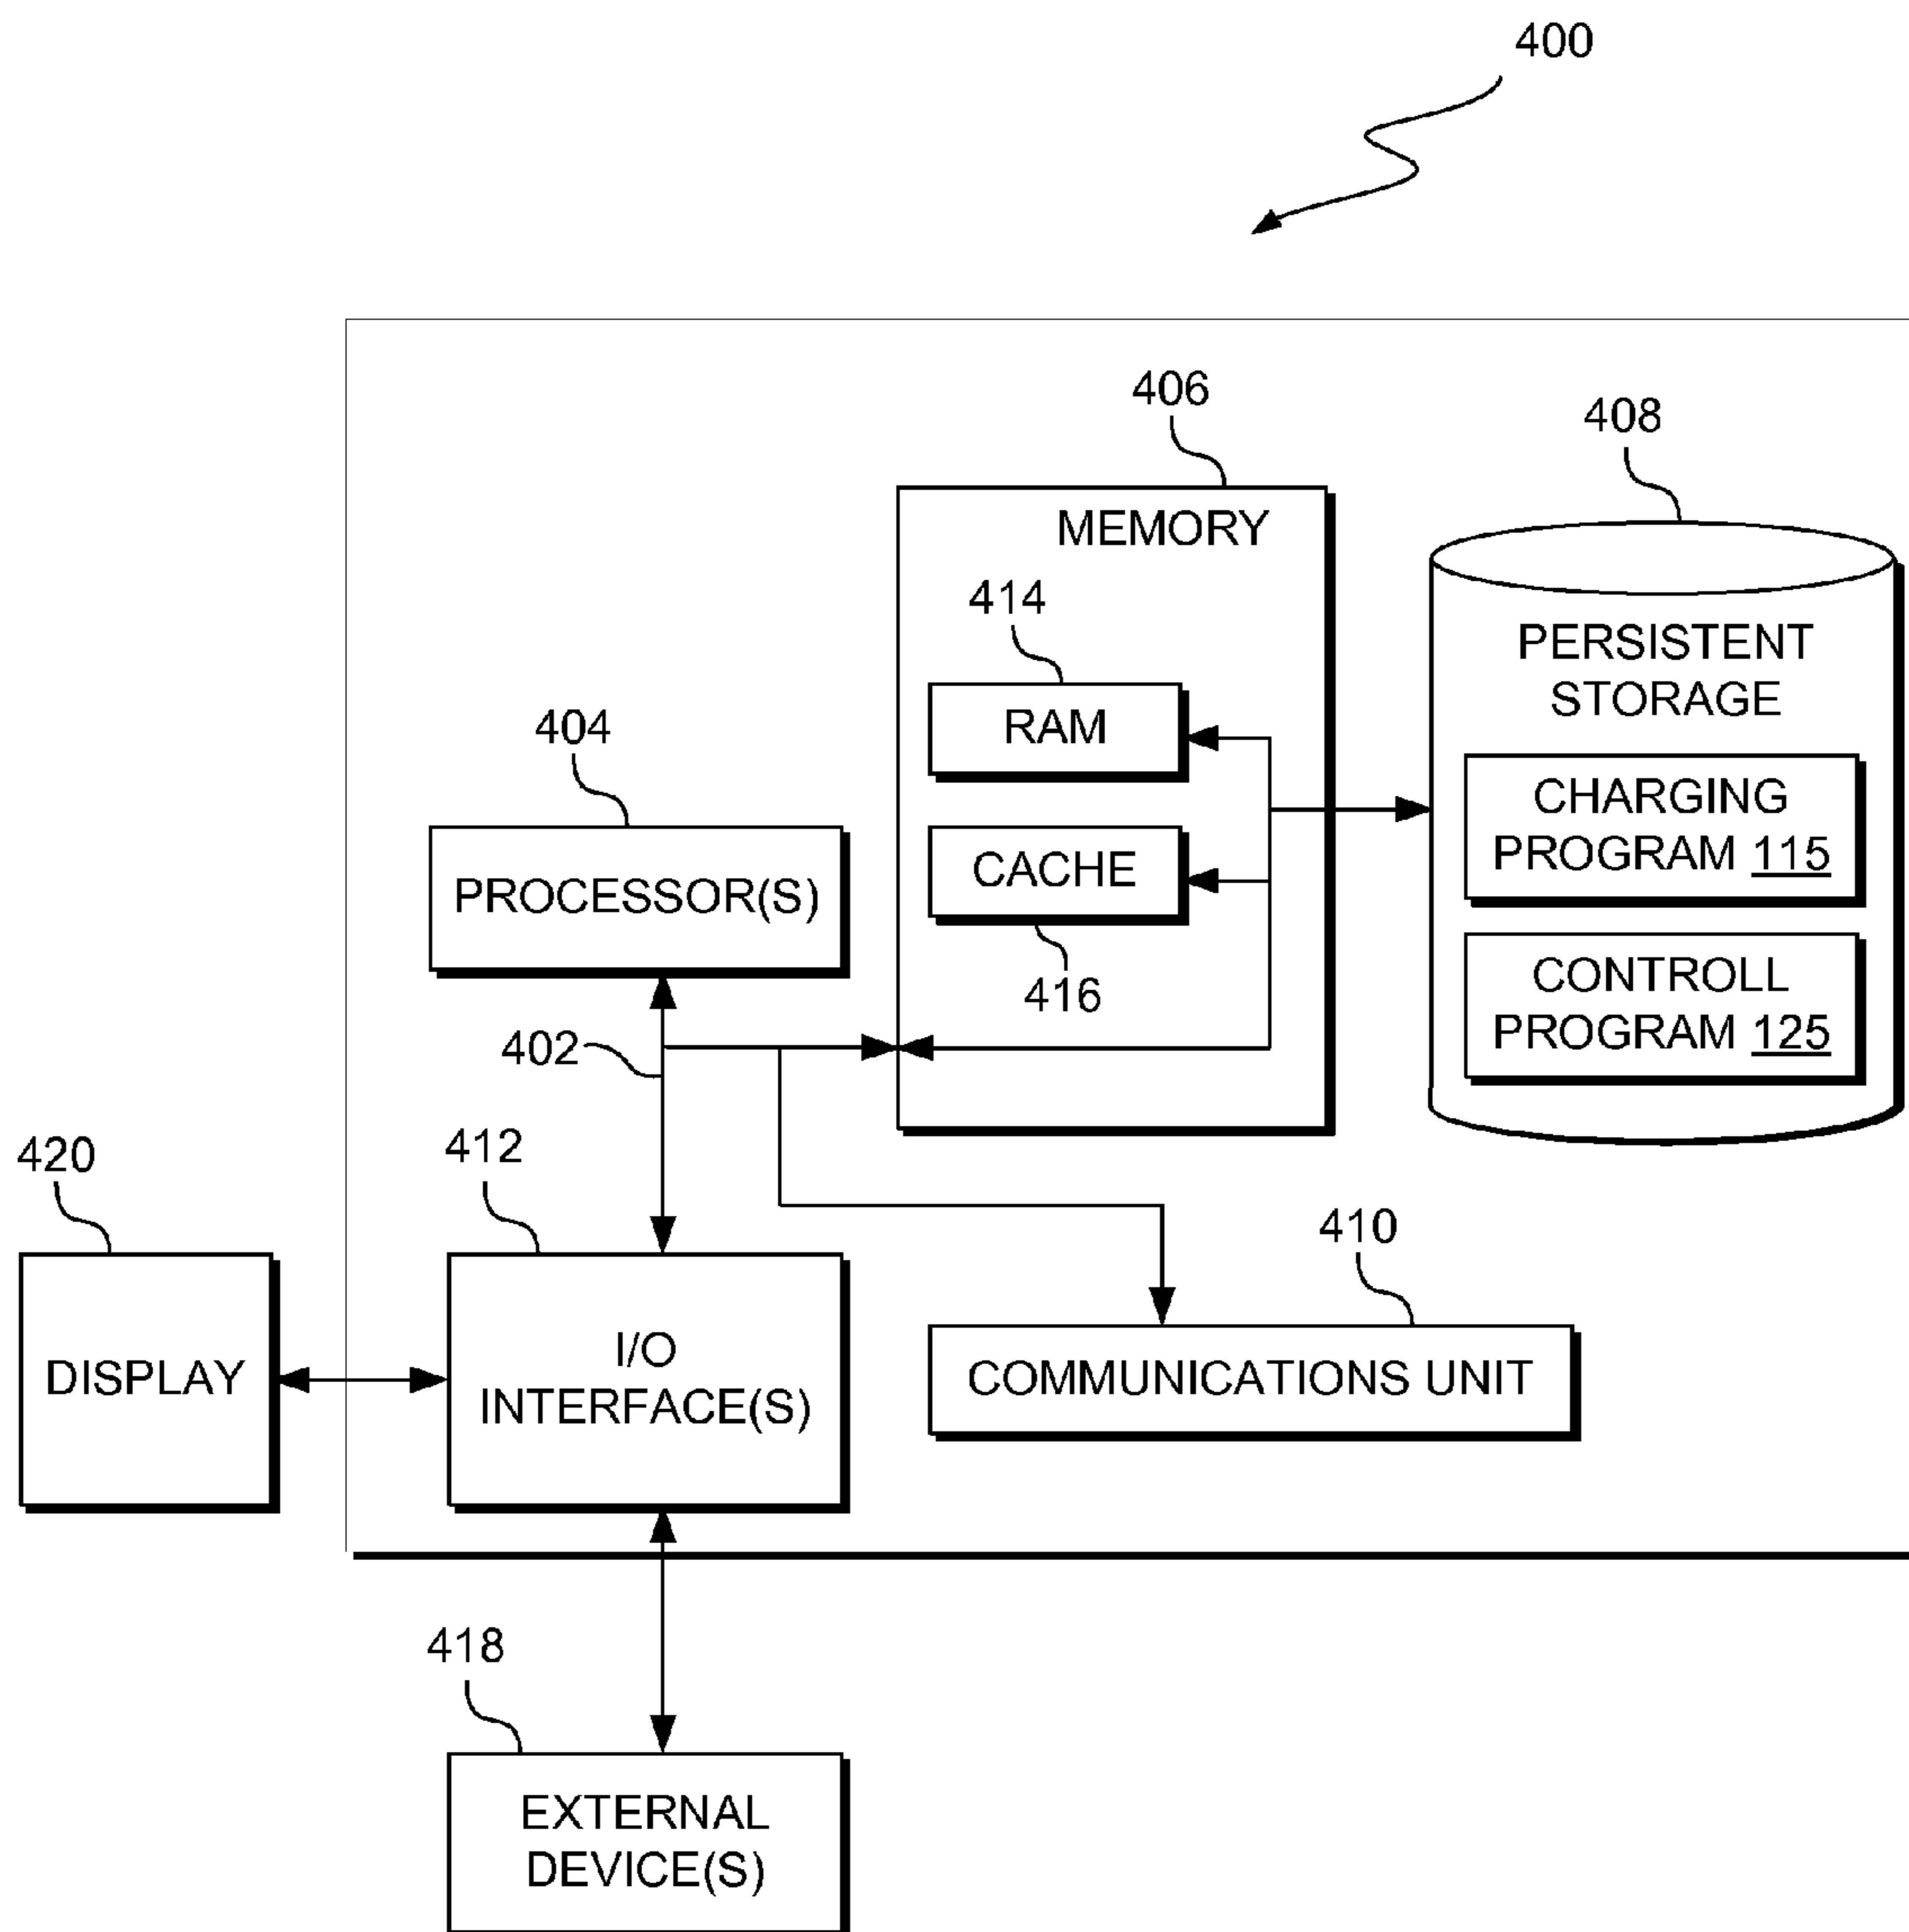 400
406
408
MEMORY
414
PERSISTENT
STORAGE
RAM
404
CHARGING
PROGRAM 115
CACHE
PROCESSOR(S)
CONTROLL
PROGRAM 125
416
402
420
412
410
I/O
INTERFACE(S)
DISPLAY
COMMUNICATIONS UNIT
418
EXTERNAL
DEVICE(S)